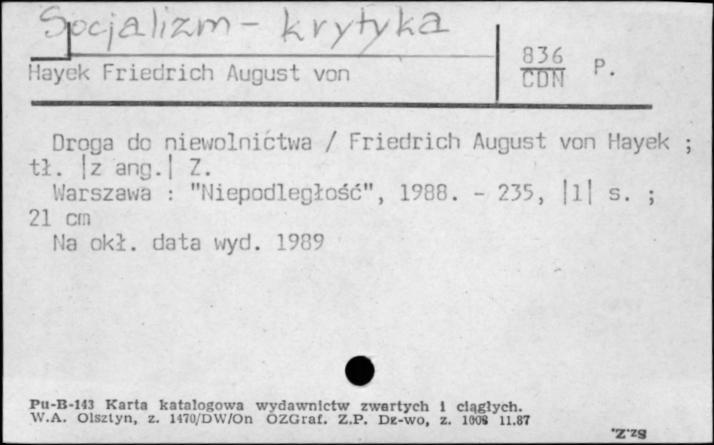 Socjalizm - krytyka
Hayek Friedrich August von
836
CDN
P.
Droga do niewolnictwa / Friedrich August von Hayek ;
tł. |z ang.| Z.
Warszawa : "Niepodległość", 1988. - 235, |1| s. ;
21 cm
Na okł. data wyd. 1989
Pu-B-143 Karta katalogowa wydawnictw zwartych i ciągłych.
W.A. Olsztyn, z. 1470/DW/On OZGraf. Z.P. Dz-wo, z. 1008 11.87
Sz.Z.